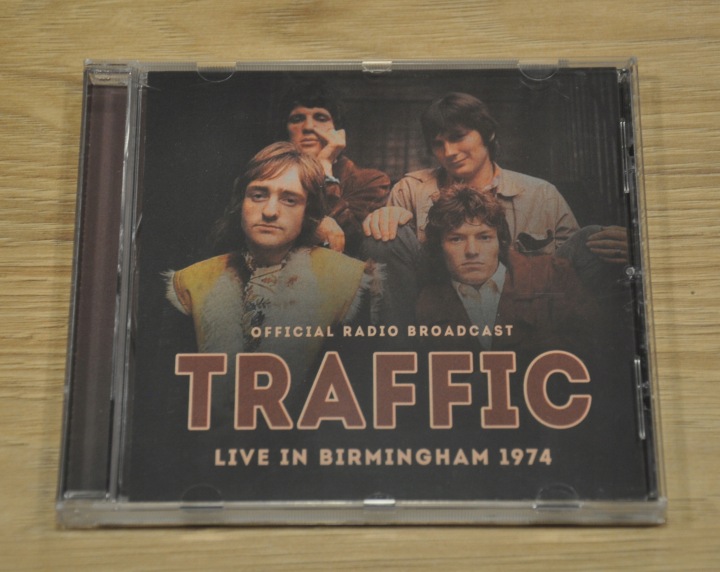 OFFICIAL RADIO BROADCAST
TRAFFIC
LIVE IN BIRMINGHAM 1974